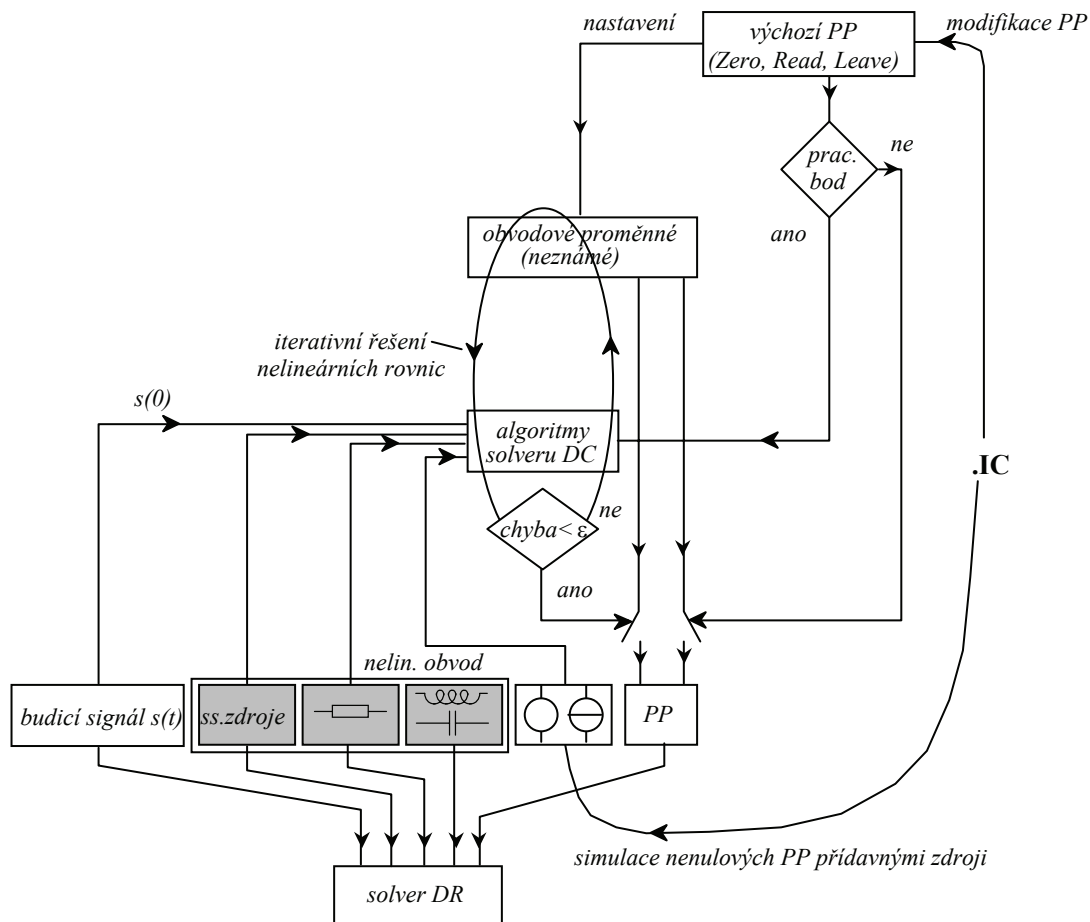 nastavení
výchozí PP
(Zero, Read, Leave)
modifikace PP
prac.
bod
ne
ano
obvodové proměnné
(neznámé)
iterativní řešení
nelineárních rovnic
s(0)
algoritmy
solveru DC
.IC
chyba< ε
ne
ano
nelin. obvod
budicí signál s(t)
ss.zdroje
PP
simulace nenulových PP přídavnými zdroji
solver DR